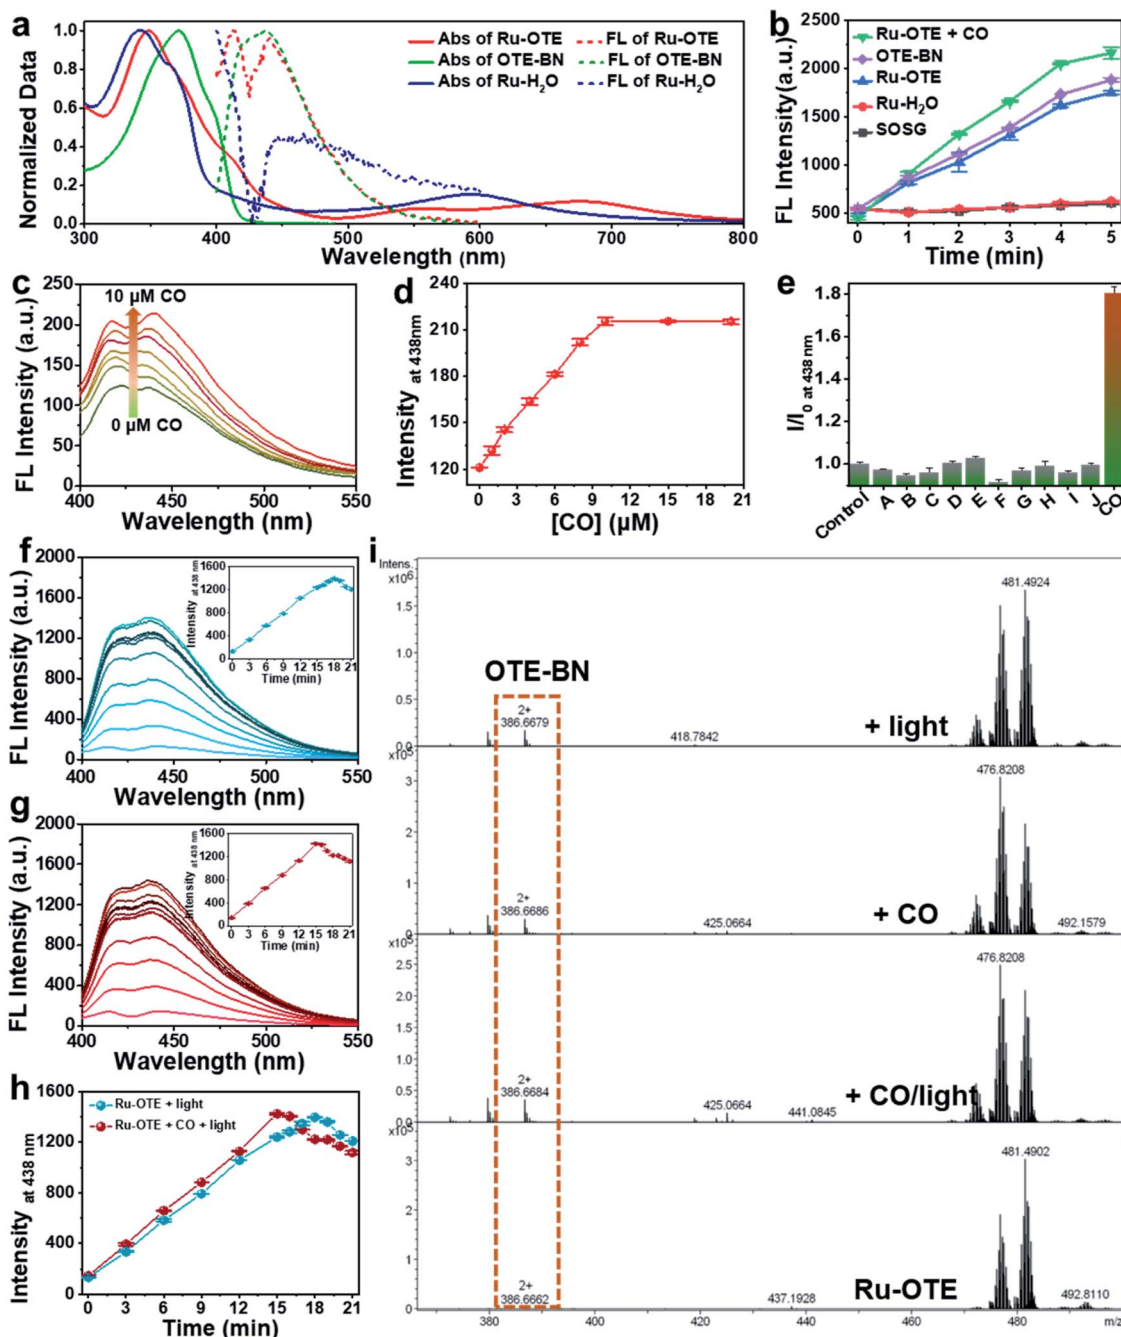 a
Normalized Data
1.0
0.8
0.6
0.4
0.2
0.0
Abs of Ru-OTE
Abs of OTE-BN
Abs of Ru-H₂O
FL of Ru-OTE
FL of OTE-BN
FL of Ru-H₂O
300 400 500 600 700 800
Wavelength (nm)
b
FL Intensity(a.u.)
2500
2000
1500
1000
500
Ru-OTE + CO
OTE-BN
Ru-OTE
Ru-H₂O
SOSG
0 1 2 3 4 5
Time (min)
c
FL Intensity (a.u.)
250
200
150
100
50
0
10 µM CO
0 µM CO
400 450 500 550
Wavelength (nm)
d
Intensity at 438nm
240
210
180
150
120
0 3 6 9 12 15 18 21
[CO] (µM)
e
I/I₀ at 438 nm
1.8
1.6
1.4
1.2
1.0
Control A B C D E F G H I J CO
f
FL Intensity (a.u.)
2000
1600
1200
800
400
0
400 450 500 550
Wavelength (nm)
Intensity at 438 nm
1600
1200
800
400
0
0 3 6 9 12 15 18 21
Time (min)
g
FL Intensity (a.u.)
2000
1600
1200
800
400
0
400 450 500 550
Wavelength (nm)
Intensity at 438 nm
1600
1200
800
400
0
0 3 6 9 12 15 18 21
Time (min)
h
Intensity at 438 nm
1600
1200
800
400
0
Ru-OTE + light
Ru-OTE + CO + light
0 3 6 9 12 15 18 21
Time (min)
i
Intens.
x10⁶
1.5
1.0
0.5
0.0
OTE-BN
2+
386.6679
418.7842
481.4924
+ light
x10⁵
3
2
1
0
2+
386.6686
425.0664
476.8208
492.1579
+ CO
x10⁵
2.5
2.0
1.5
1.0
0.5
0.0
2+
386.6684
425.0664
441.0845
476.8208
+ CO/light
x10⁵
3
2
1
0
2+
386.6662
437.1928
481.4902
492.8110
Ru-OTE
380 400 420 440 460 480 m/z